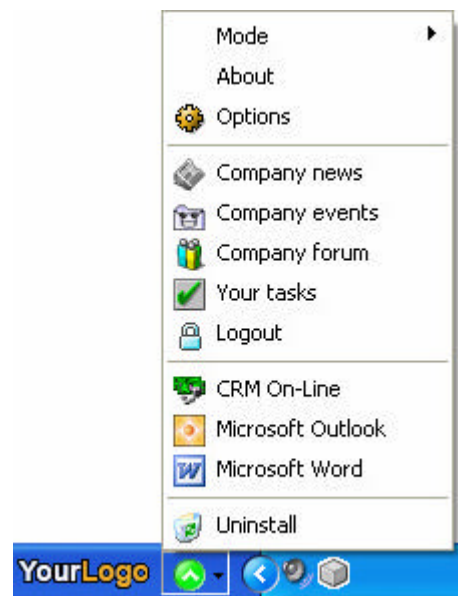 Mode
About
Options
Company news
Company events
Company forum
Your tasks
Logout
CRM On-Line
Microsoft Outlook
Microsoft Word
Uninstall
YourLogo